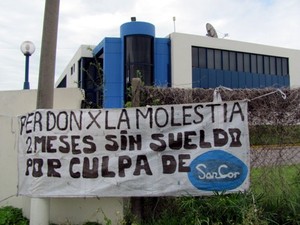 PERDON X LA MOLESTIA
2 MESES SIN SUELDO
POR CULPA DE SanCor